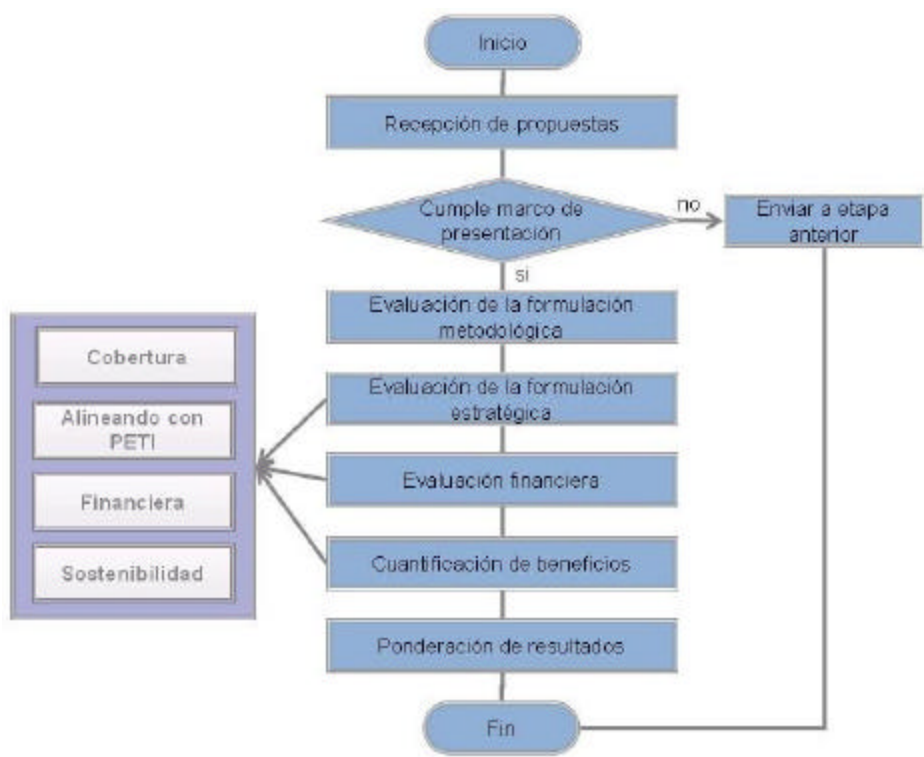 Inicio
Recepción de propuestas
Cumple marco de
presentación
no
Enviar a etapa
anterior
si
Evaluación de la formulación
metodológica
Evaluación de la formulación
estratégica
Evaluación financiera
Cuantificación de beneficios
Ponderación de resultados
Fin
Cobertura
Alineando con
PETI
Financiera
Sostenibilidad